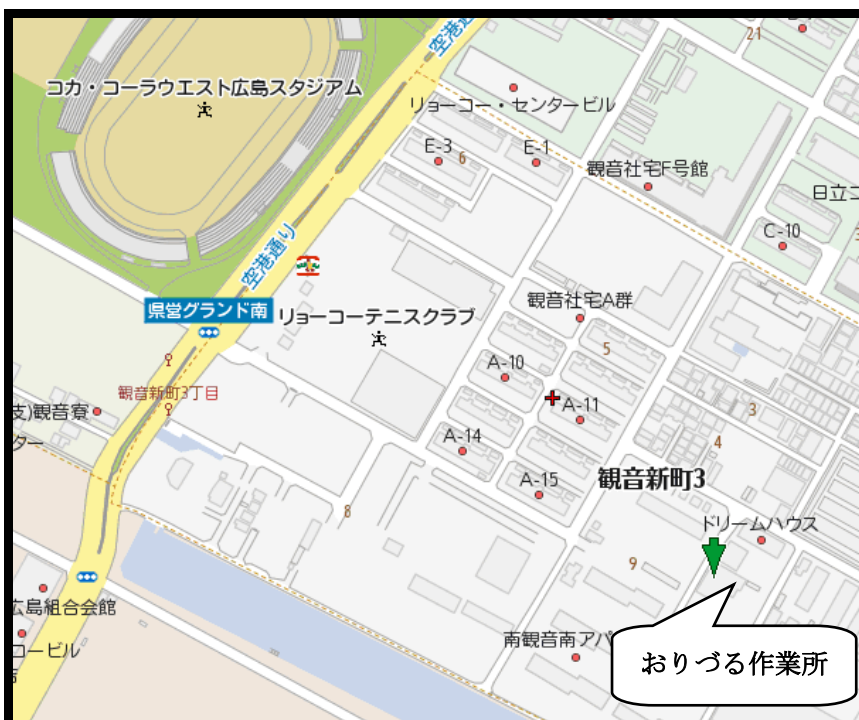 空港通
21
コカ・コーラウエスト広島スタジアム
リョーコー・センタービル
E-3
6
E-1
観音社宅F号館
日立コ
C-10
空港通り
観音社宅A群
県営グランド南
リョーコーテニスクラブ
5
A-10
観音新町3丁目
支)観音寮
A-11
3
ター
A-14
4
A-15
観音新町3
8
ドリームハウス
9
広島組合会館
コービル
南観音南アパ
おりづる作業所